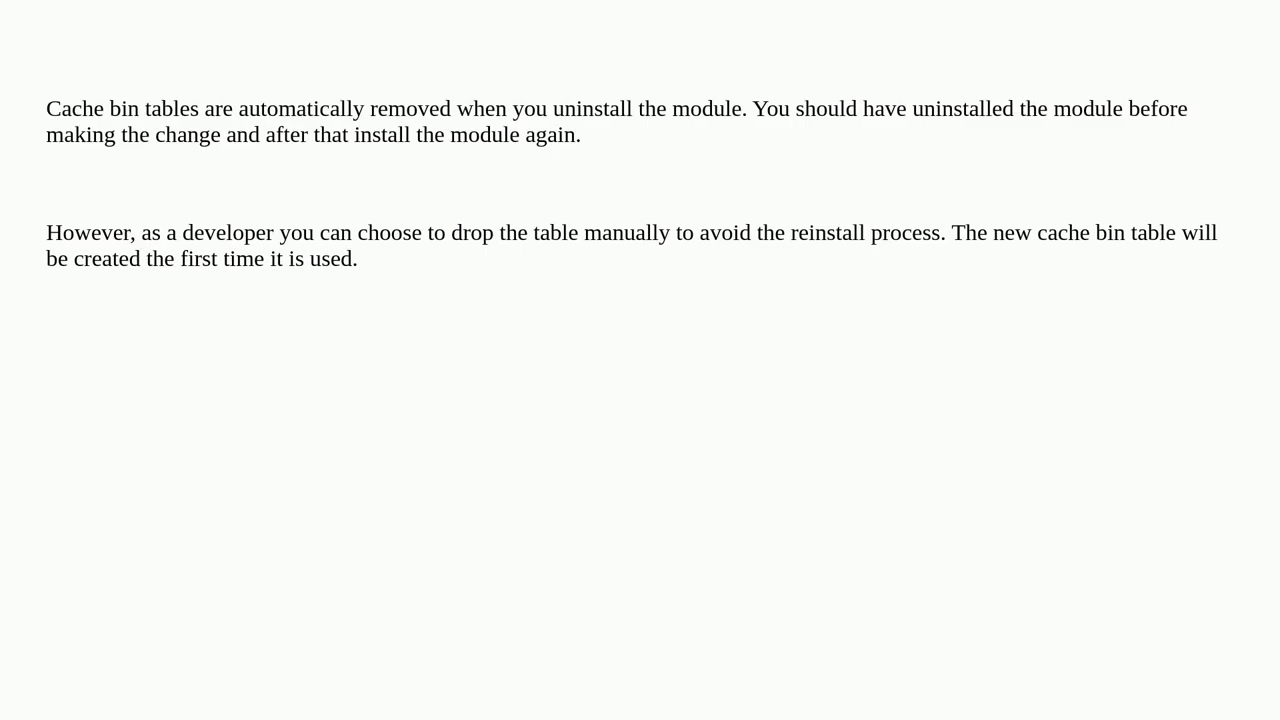 Cache bin tables are automatically removed when you uninstall the module. You should have uninstalled the module before
making the change and after that install the module again.
However, as a developer you can choose to drop the table manually to avoid the reinstall process. The new cache bin table will
be created the first time it is used.